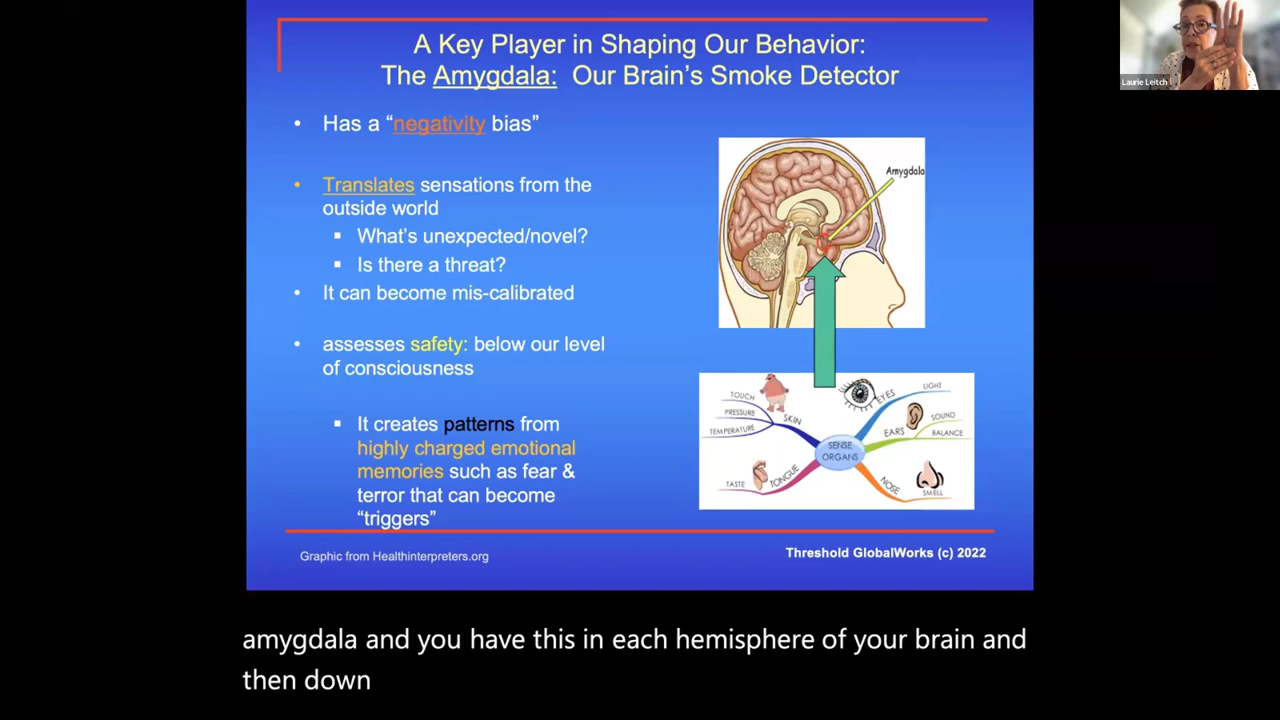 A Key Player in Shaping Our Behavior:
The Amygdala: Our Brain's Smoke Detector
• Has a “negativity bias”
• Translates sensations from the
outside world
▪ What's unexpected/novel?
▪ Is there a threat?
• It can become mis-calibrated
• assesses safety: below our level
of consciousness
▪ It creates patterns from
highly charged emotional
memories such as fear &
terror that can become
“triggers”
Amygdala
TOUCH
PRESSURE
TEMPERATURE
SKIN
EYES
LIGHT
EARS
SOUND
BALANCE
SENSE
ORGANS
TASTE
TONGUE
NOSE
SMELL
Graphic from Healthinterpreters.org
Threshold GlobalWorks (c) 2022
Laurie Leitch
amygdala and you have this in each hemisphere of your brain and
then down